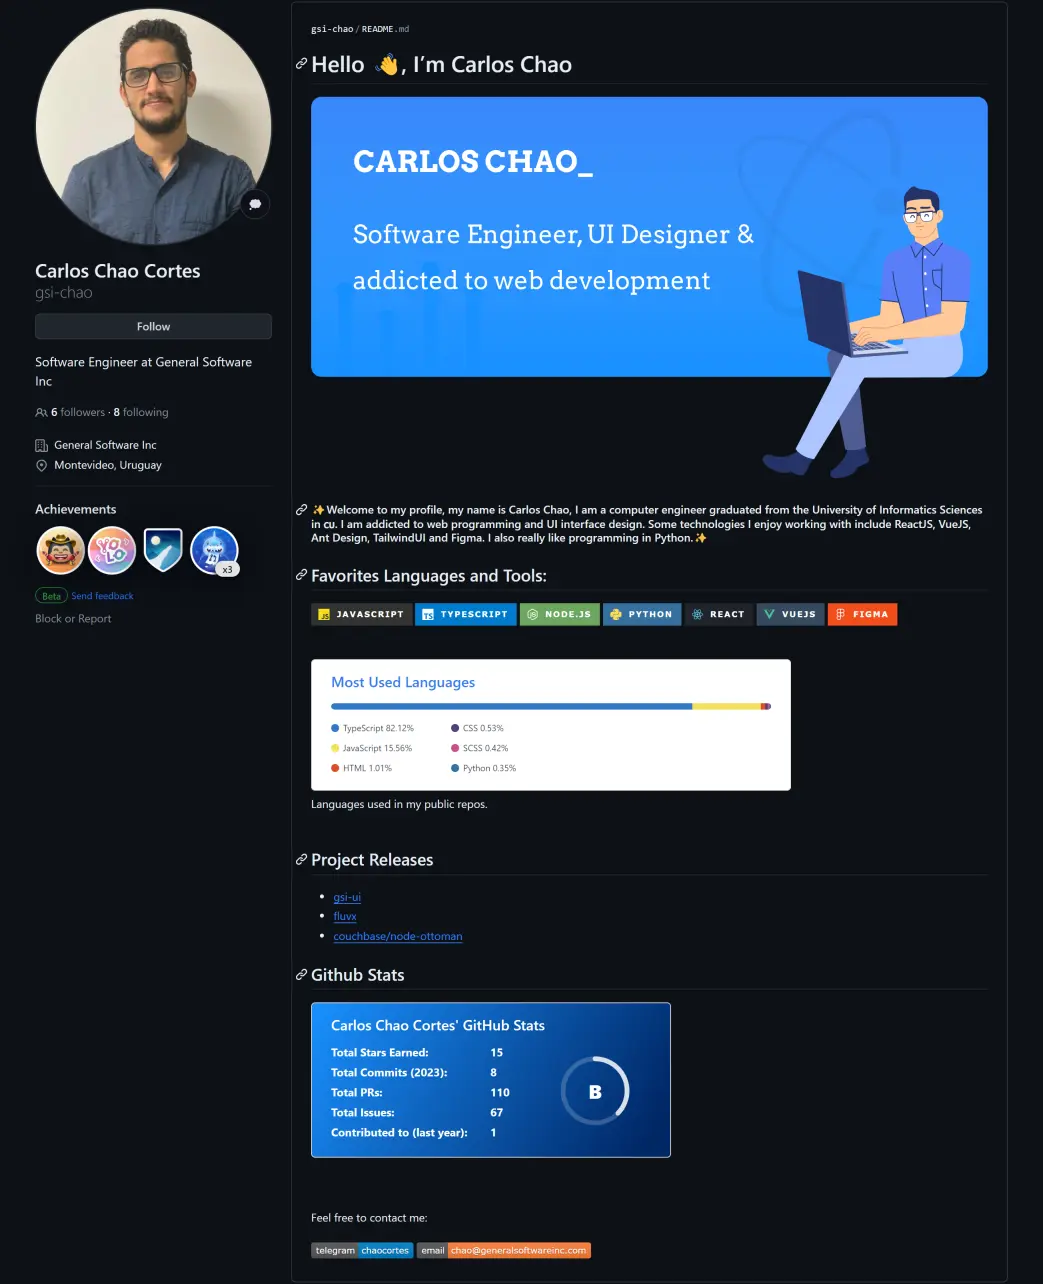 Carlos Chao Cortes
gsi-chao
Follow
Software Engineer at General Software
Inc
6 followers · 8 following
General Software Inc
Montevideo, Uruguay
Achievements
YOLO
x3
Beta Send feedback
Block or Report
gsi-chao/README.md
Hello 👋, I’m Carlos Chao
CARLOS CHAO_
Software Engineer, UI Designer &
addicted to web development
✨Welcome to my profile, my name is Carlos Chao, I am a computer engineer graduated from the University of Informatics Sciences
in CU. I am addicted to web programming and UI interface design. Some technologies I enjoy working with include ReactJS, VueJS,
Ant Design, TailwindUI and Figma. I also really like programming in Python.✨
Favorites Languages and Tools:
JS JAVASCRIPT TS TYPESCRIPT NODE.JS PYTHON REACT VUEJS FIGMA
Most Used Languages
TypeScript 82.12% CSS 0.53%
JavaScript 15.56% SCSS 0.42%
HTML 1.01% Python 0.35%
Languages used in my public repos.
Project Releases
gsi-ui
fluvx
couchbase/node-ottoman
Github Stats
Carlos Chao Cortes' GitHub Stats
Total Stars Earned: 15
Total Commits (2023): 8
Total PRs: 110
Total Issues: 67
Contributed to (last year): 1
B
Feel free to contact me:
telegram chaocortes email chao@generalsoftwareinc.com